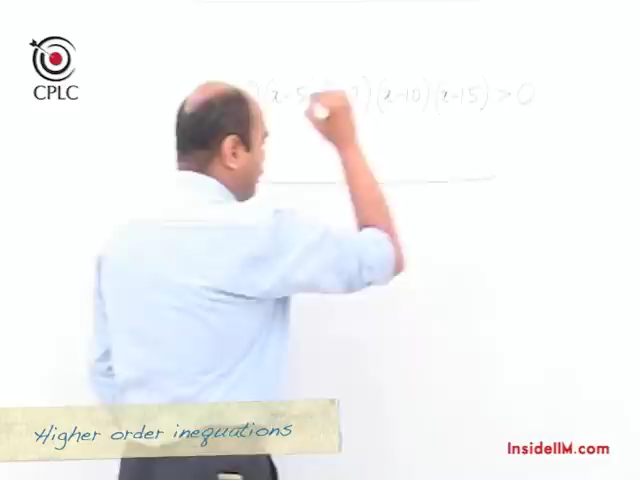 CPLC
(x-5) (x-10)(x-15) > 0
Higher order inequations
InsideIIM.com